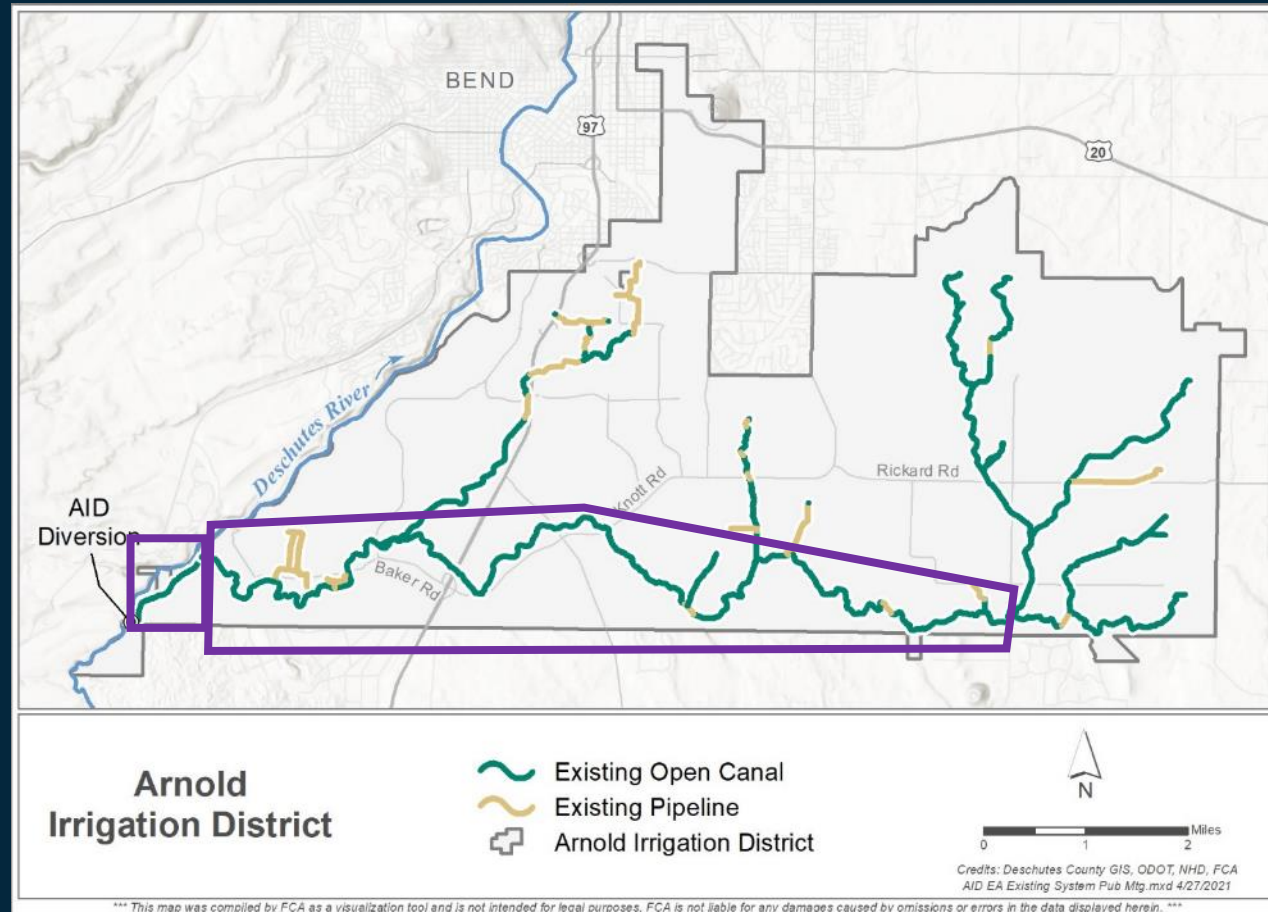 BEND
97
20
Deschutes River
Rickard Rd
Knott Rd
AID
Diversion
Baker Rd
Arnold
Irrigation District
Existing Open Canal
Existing Pipeline
Arnold Irrigation District
N
Miles
0 1 2
Credits: Deschutes County GIS, ODOT, NHD, FCA
AID EA Existing System Pub Mtg.mxd 4/27/2021
*** This map was compiled by FCA as a visualization tool and is not intended for legal purposes. FCA is not liable for any damages caused by omissions or errors in the data displayed herein. ***